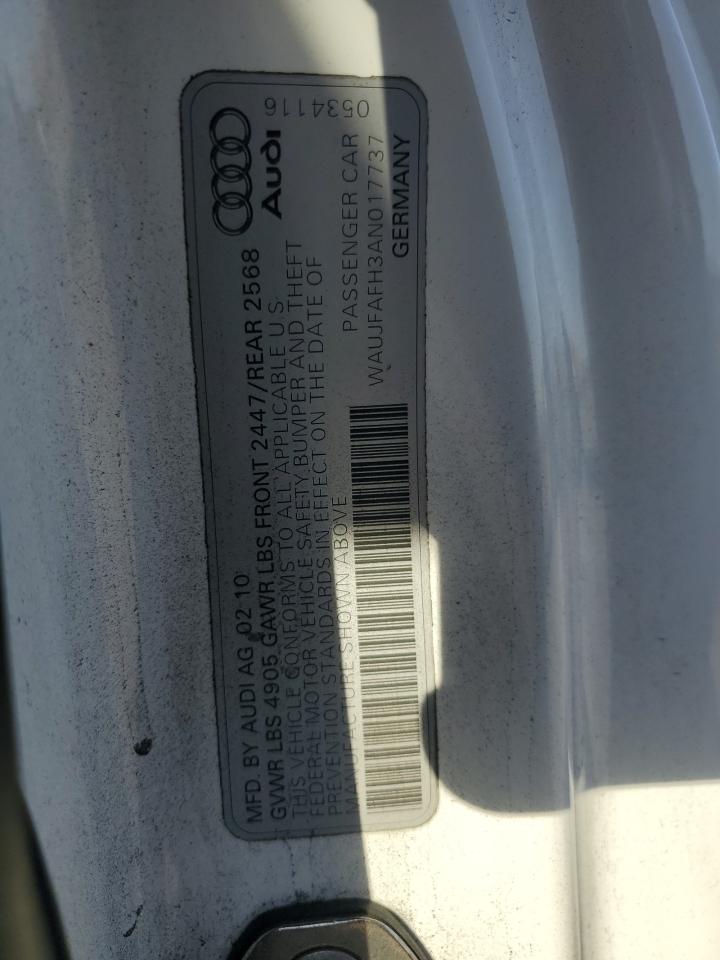 MFD. BY AUDI AG 02 10
GVWR LBS 4905 GAWR LBS FRONT 2447/REAR 2568
THIS VEHICLE CONFORMS TO ALL APPLICABLE U S
FEDERAL MOTOR VEHICLE SAFETY BUMPER AND THEFT
PREVENTION STANDARDS IN EFFECT ON THE DATE OF
MANUFACTURE SHOWN ABOVE
Audi
PASSENGER CAR
WAUJFAFH3AN017737
GERMANY
0534116